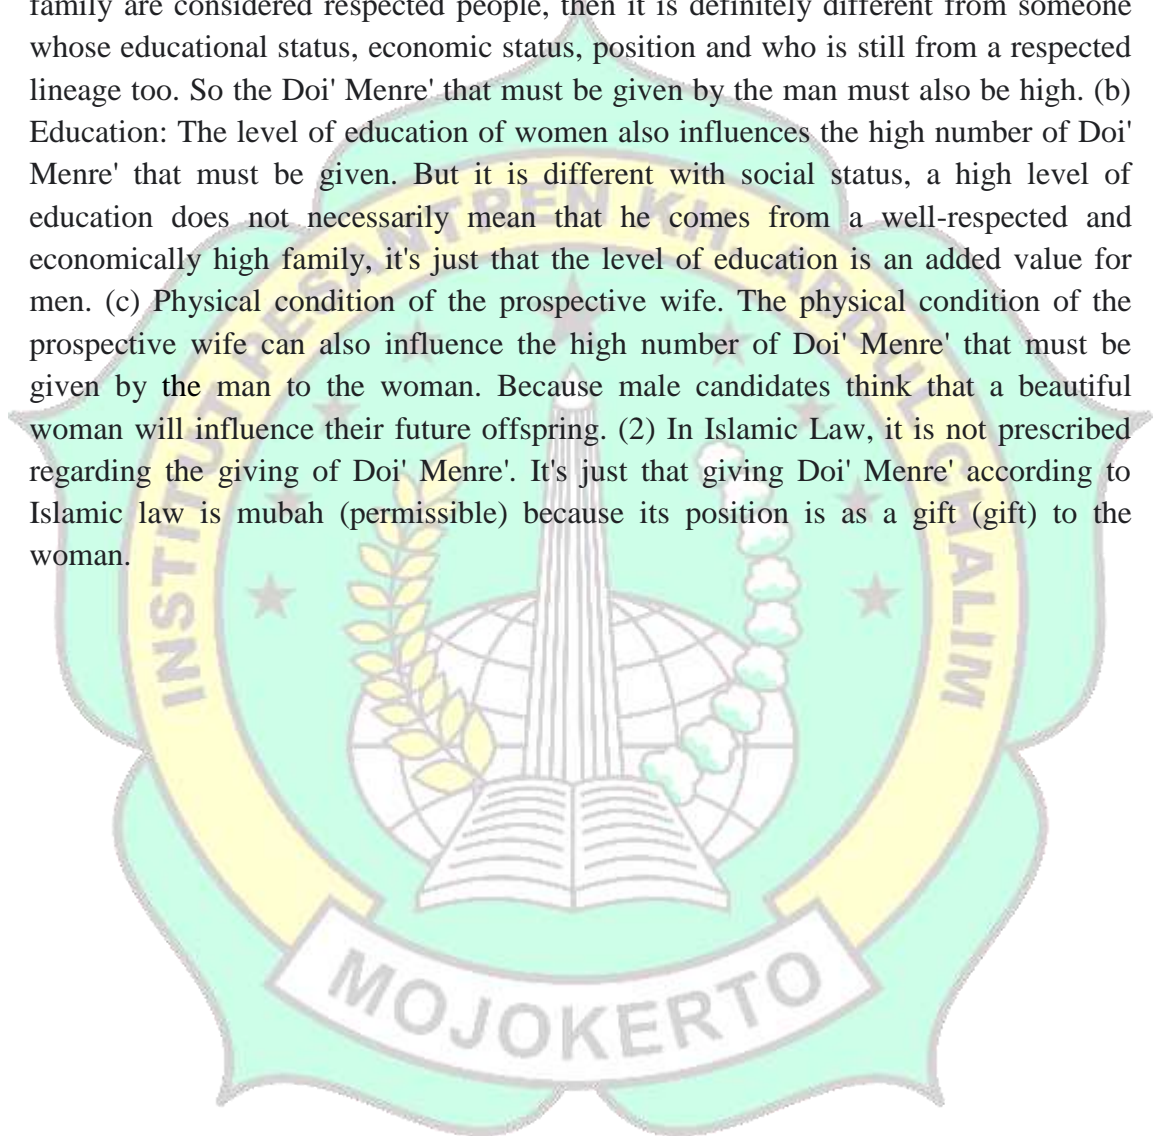 family are considered respected people, then it is definitely different from someone
whose educational status, economic status, position and who is still from a respected
lineage too. So the Doi' Menre' that must be given by the man must also be high. (b)
Education: The level of education of women also influences the high number of Doi'
Menre' that must be given. But it is different with social status, a high level of
education does not necessarily mean that he comes from a well-respected and
economically high family, it's just that the level of education is an added value for
men. (c) Physical condition of the prospective wife. The physical condition of the
prospective wife can also influence the high number of Doi' Menre' that must be
given by the man to the woman. Because male candidates think that a beautiful
woman will influence their future offspring. (2) In Islamic Law, it is not prescribed
regarding the giving of Doi' Menre'. It's just that giving Doi' Menre' according to
Islamic law is mubah (permissible) because its position is as a gift (gift) to the
woman.
INSTITUT PESANTREN KH. ABDUL CHALIM
MOJOKERTO